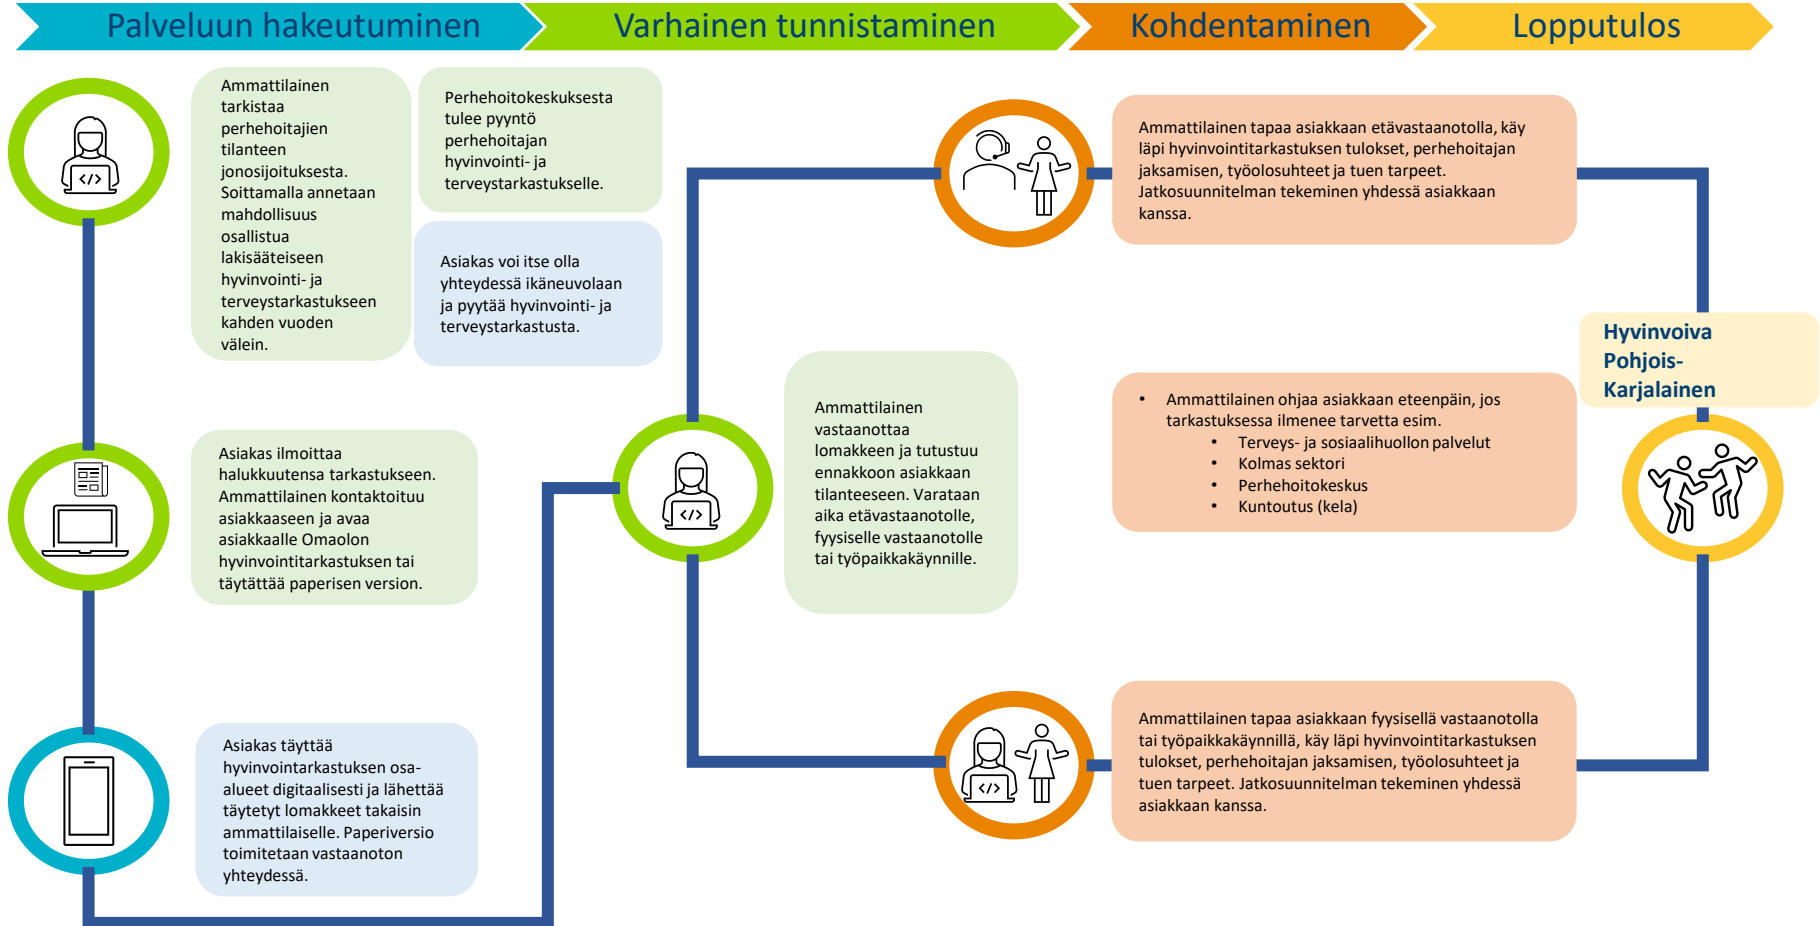 Palveluun hakeutuminen
Varhainen tunnistaminen
Kohdentaminen
Lopputulos
Ammattilainen
tarkistaa
perhehoitajien
tilanteen
jonosijoituksesta.
Soittamalla annetaan
mahdollisuus
osallistua
lakisääteiseen
hyvinvointi- ja
terveystarkastukseen
kahden vuoden
välein.
Perhehoitokeskuksesta
tulee pyyntö
perhehoitajan
hyvinvointi- ja
terveystarkastukselle.
Asiakas voi itse olla
yhteydessä ikäneuvolaan
ja pyytää hyvinvointi- ja
terveystarkastusta.
Asiakas ilmoittaa
halukkuutensa tarkastukseen.
Ammattilainen kontaktoituu
asiakkaaseen ja avaa
asiakkaalle Omaolon
hyvinvointitarkastuksen tai
täytättää paperisen version.
Asiakas täyttää
hyvinvointarkastuksen osa-
alueet digitaalisesti ja lähettää
täytetyt lomakkeet takaisin
ammattilaiselle. Paperiversio
toimitetaan vastaanoton
yhteydessä.
Ammattilainen
vastaanottaa
lomakkeen ja tutustuu
ennakkoon asiakkaan
tilanteeseen. Varataan
aika etävastaanotolle,
fyysiselle vastaanotolle
tai työpaikkakäynnille.
Ammattilainen tapaa asiakkaan etävastaanotolla, käy
läpi hyvinvointitarkastuksen tulokset, perhehoitajan
jaksamisen, työolosuhteet ja tuen tarpeet.
Jatkosuunnitelman tekeminen yhdessä asiakkaan
kanssa.
• Ammattilainen ohjaa asiakkaan eteenpäin, jos
tarkastuksessa ilmenee tarvetta esim.
• Terveys- ja sosiaalihuollon palvelut
• Kolmas sektori
• Perhehoitokeskus
• Kuntoutus (kela)
Ammattilainen tapaa asiakkaan fyysisellä vastaanotolla
tai työpaikkakäynnillä, käy läpi hyvinvointitarkastuksen
tulokset, perhehoitajan jaksamisen, työolosuhteet ja
tuen tarpeet. Jatkosuunnitelman tekeminen yhdessä
asiakkaan kanssa.
Hyvinvoiva
Pohjois-
Karjalainen